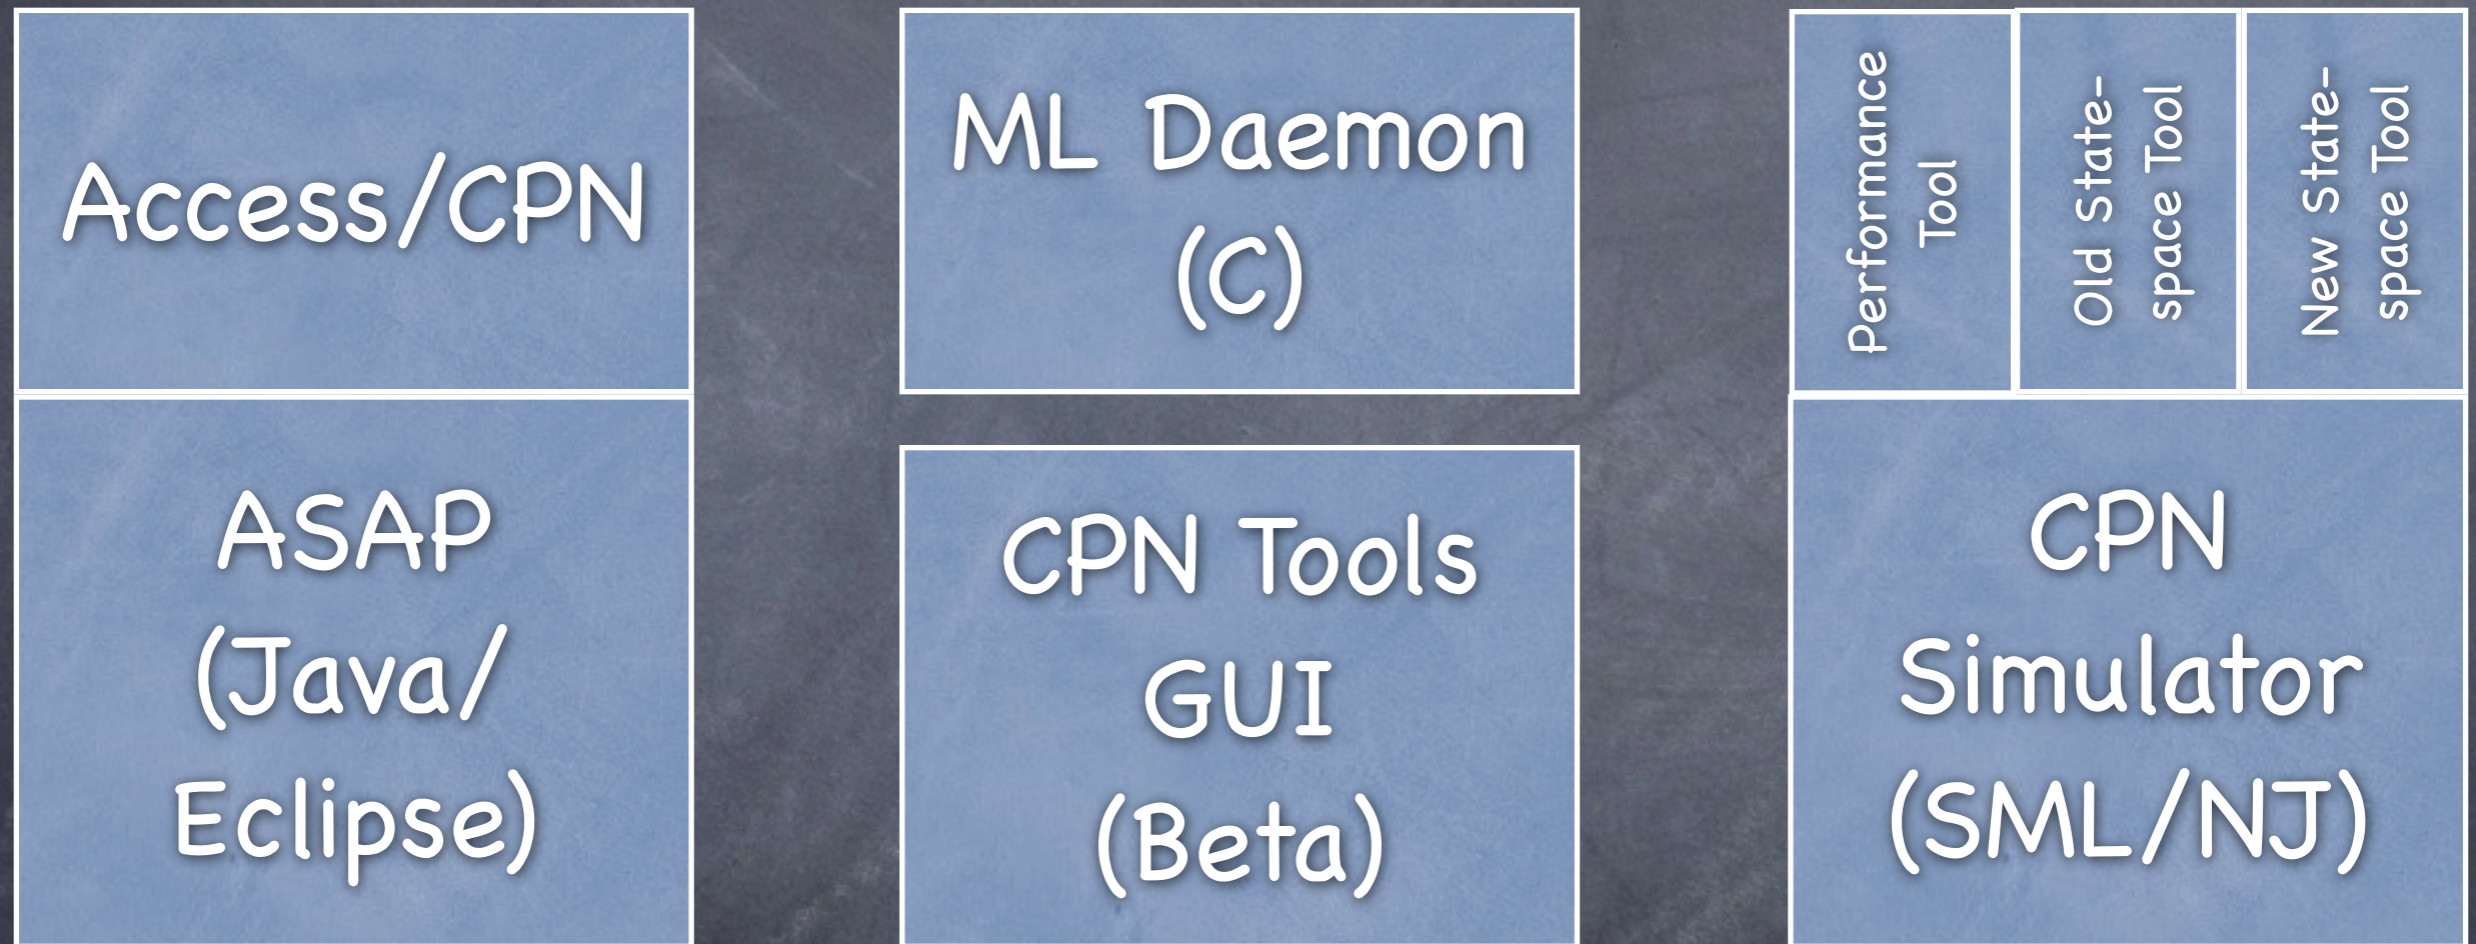 Access/CPN
ML Daemon
(C)
Performance
Tool
Old State-
space Tool
New State-
space Tool
ASAP
(Java/
Eclipse)
CPN Tools
GUI
(Beta)
CPN
Simulator
(SML/NJ)